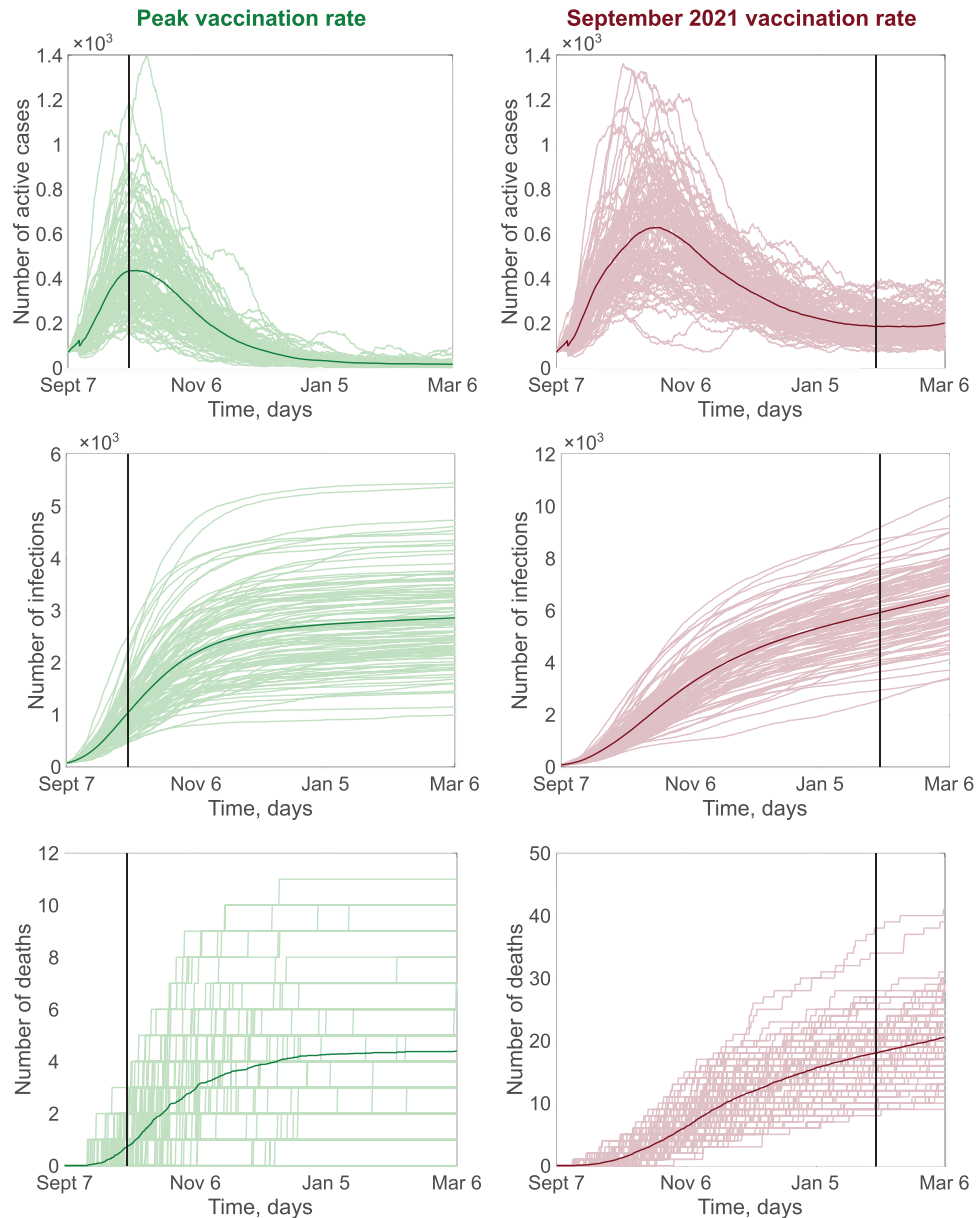 Peak vaccination rate
September 2021 vaccination rate
×10³
1.4
1.2
1
0.8
0.6
0.4
0.2
0
Number of active cases
Sept 7
Nov 6
Jan 5
Mar 6
Time, days
×10³
1.4
1.2
1
0.8
0.6
0.4
0.2
0
Number of active cases
Sept 7
Nov 6
Jan 5
Mar 6
Time, days
×10³
6
5
4
3
2
1
0
Number of infections
Sept 7
Nov 6
Jan 5
Mar 6
Time, days
×10³
12
10
8
6
4
2
0
Number of infections
Sept 7
Nov 6
Jan 5
Mar 6
Time, days
12
10
8
6
4
2
0
Number of deaths
Sept 7
Nov 6
Jan 5
Mar 6
Time, days
50
40
30
20
10
0
Number of deaths
Sept 7
Nov 6
Jan 5
Mar 6
Time, days